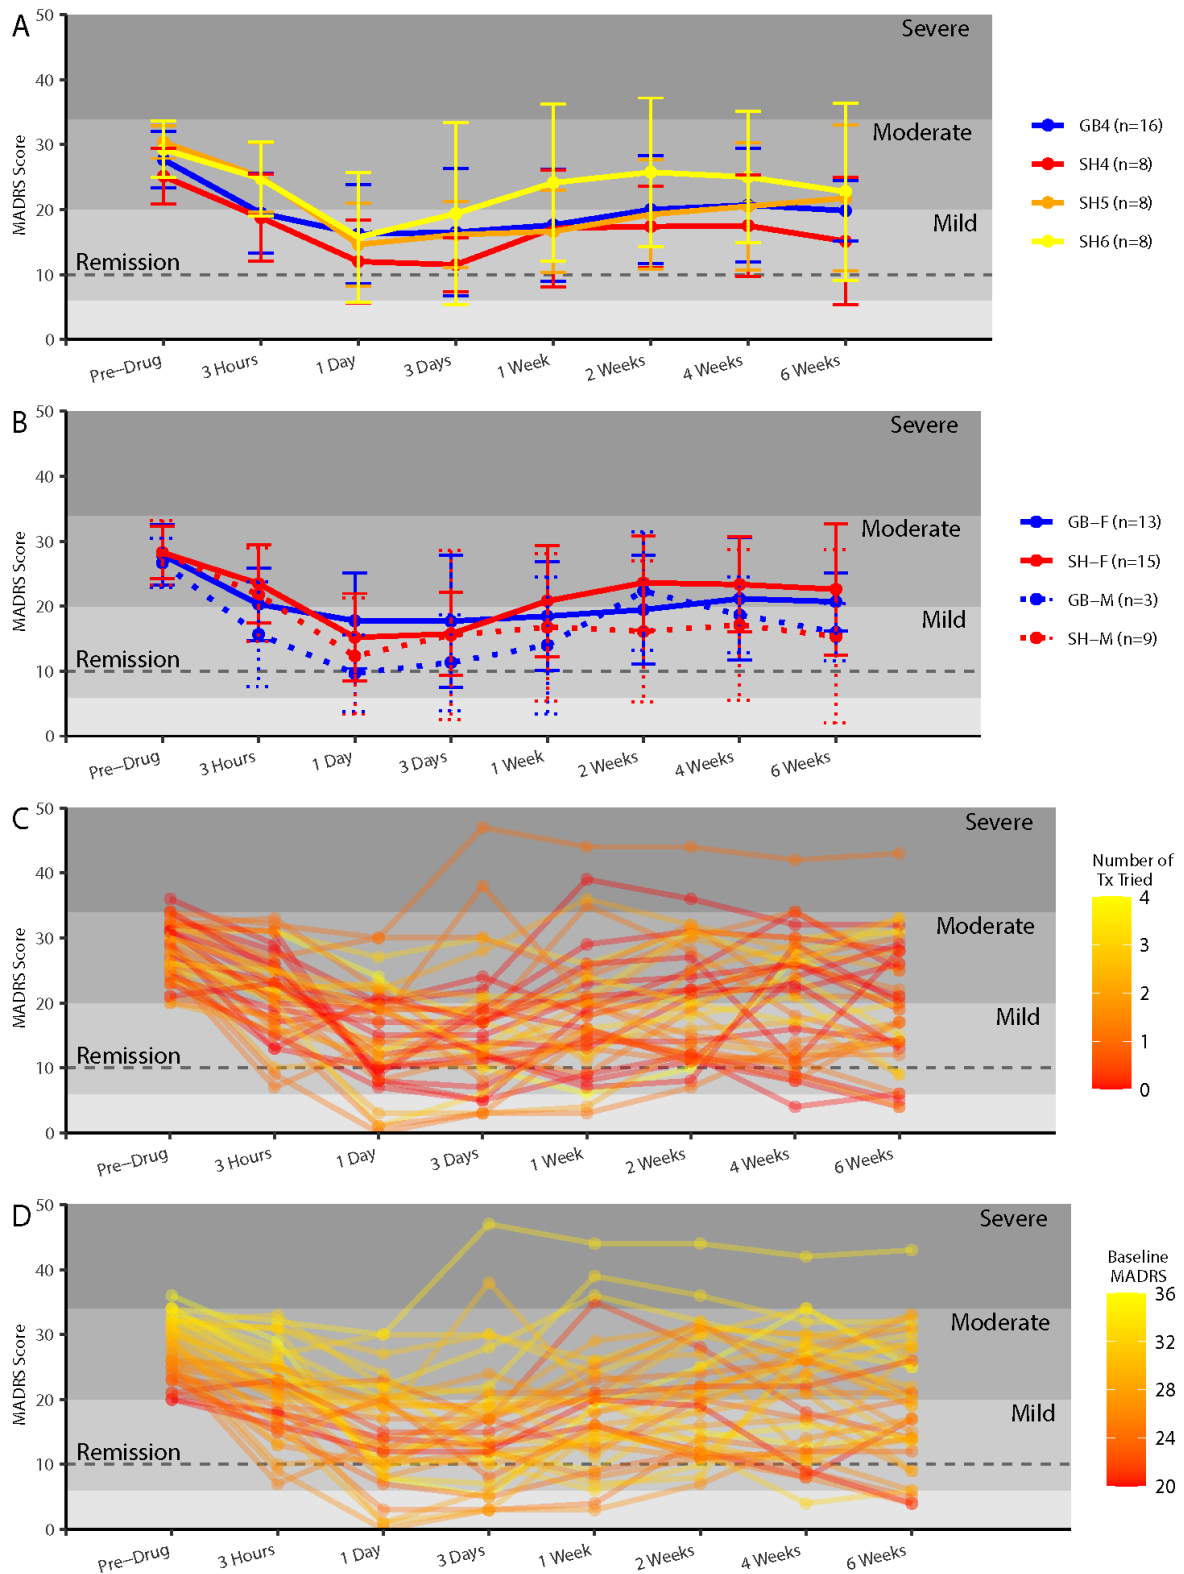 A
50
40
30
20
10
0
MADRS Score
Severe
Moderate
Mild
Remission
Pre-Drug
3 Hours
1 Day
3 Days
1 Week
2 Weeks
4 Weeks
6 Weeks
GB4 (n=16)
SH4 (n=8)
SH5 (n=8)
SH6 (n=8)
B
50
40
30
20
10
0
MADRS Score
Severe
Moderate
Mild
Remission
Pre-Drug
3 Hours
1 Day
3 Days
1 Week
2 Weeks
4 Weeks
6 Weeks
GB-F (n=13)
SH-F (n=15)
GB-M (n=3)
SH-M (n=9)
C
50
40
30
20
10
0
MADRS Score
Severe
Moderate
Mild
Remission
Pre-Drug
3 Hours
1 Day
3 Days
1 Week
2 Weeks
4 Weeks
6 Weeks
Number of
Tx Tried
4
3
2
1
0
D
50
40
30
20
10
0
MADRS Score
Severe
Moderate
Mild
Remission
Pre-Drug
3 Hours
1 Day
3 Days
1 Week
2 Weeks
4 Weeks
6 Weeks
Baseline
MADRS
36
32
28
24
20